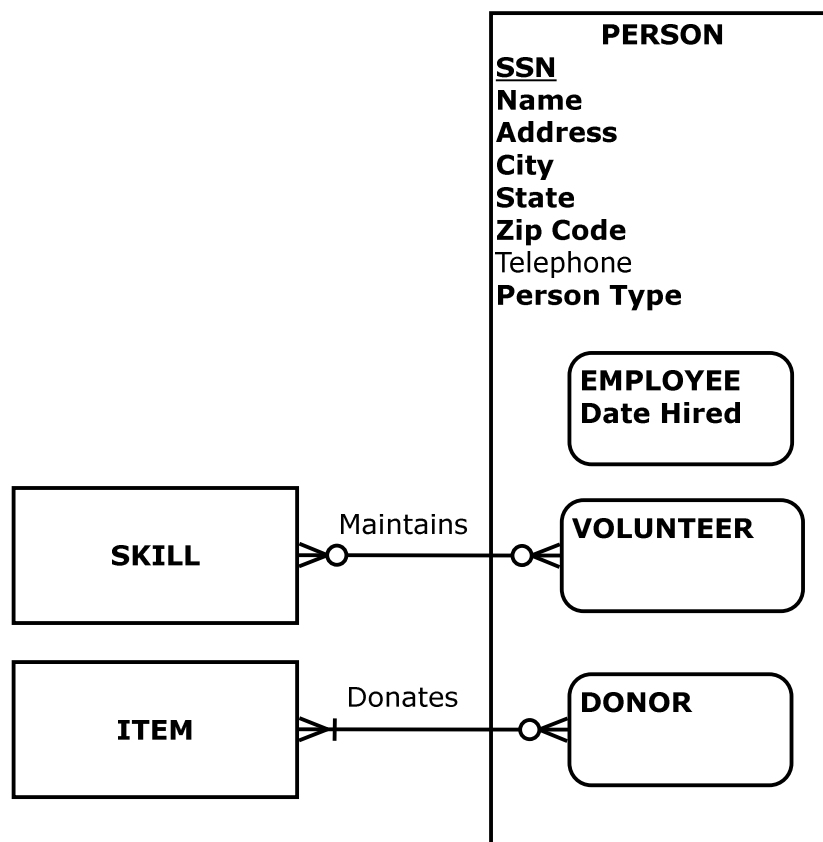 PERSON
SSN
Name
Address
City
State
Zip Code
Telephone
Person Type
EMPLOYEE
Date Hired
SKILL
Maintains
VOLUNTEER
ITEM
Donates
DONOR